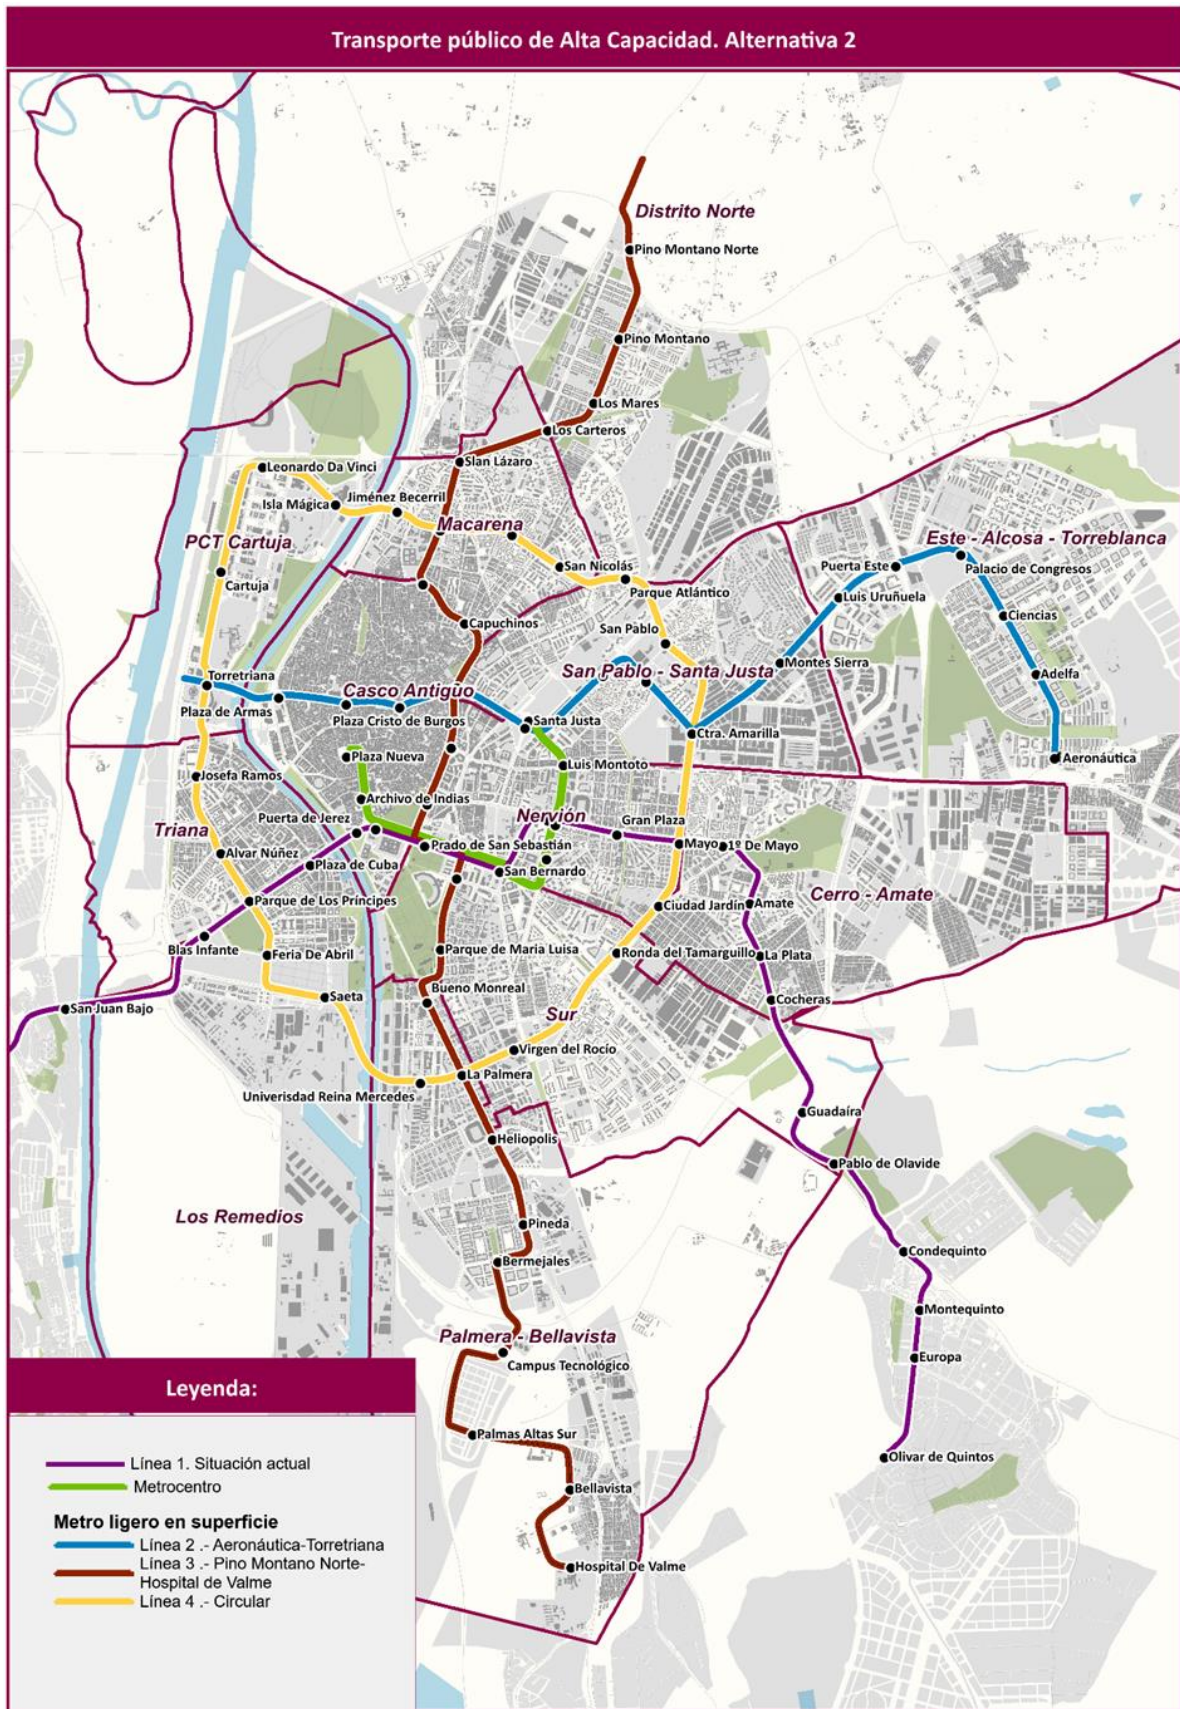 Transporte público de Alta Capacidad. Alternativa 2
Distrito Norte
Pino Montano Norte
Pino Montano
Los Mares
Los Carteros
Slan Lázaro
Leonardo Da Vinci
Jiménez Becerril
Isla Mágica
Macarena
PCT Cartuja
Este - Alcosa - Torreblanca
Puerta Este
Palacio de Congresos
San Nicolás
Cartuja
Parque Atlántico
Luis Uruñuela
Ciencias
Capuchinos
San Pablo
Montes Sierra
San Pablo - Santa Justa
Torretriana
Adelfa
Casco Antiguo
Plaza de Armas
Plaza Cristo de Burgos
Santa Justa
Ctra. Amarilla
Plaza Nueva
Luis Montoto
Aeronáutica
Josefa Ramos
Archivo de Indias
Puerta de Jerez
Nervión
Gran Plaza
Triana
Prado de San Sebastián
Mayo
1º De Mayo
Alvar Núñez
Plaza de Cuba
San Bernardo
Cerro - Amate
Parque de Los Príncipes
Ciudad Jardín
Amate
Blas Infante
Feria De Abril
Parque de Maria Luisa
Ronda del Tamarguillo
La Plata
Bueno Monreal
Saeta
Cocheras
San Juan Bajo
Sur
Virgen del Rocío
La Palmera
Univerisdad Reina Mercedes
Guadaíra
Heliopolis
Pablo de Olavide
Los Remedios
Pineda
Condequinto
Bermejales
Montequinto
Palmera - Bellavista
Europa
Campus Tecnológico
Palmas Altas Sur
Olivar de Quintos
Bellavista
Hospital De Valme
Leyenda:
Línea 1. Situación actual
Metrocentro
Metro ligero en superficie
Línea 2 .- Aeronáutica-Torretriana
Línea 3 .- Pino Montano Norte-
Hospital de Valme
Línea 4 .- Circular